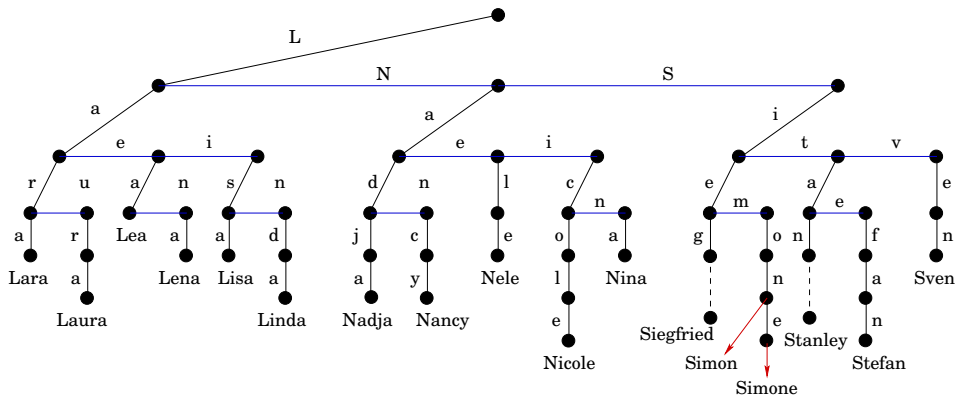 L
N S
a a i
e i e i t v
r u a n s n d n l c n e m a e e
a r Lea a a d j c e o a g o n f n
Lara a Lena Lisa a a y Nele l Nina n a Sven
Laura Linda Nadja Nancy e Siegfried e Stanley n
Nicole Simon Stefan
Simone